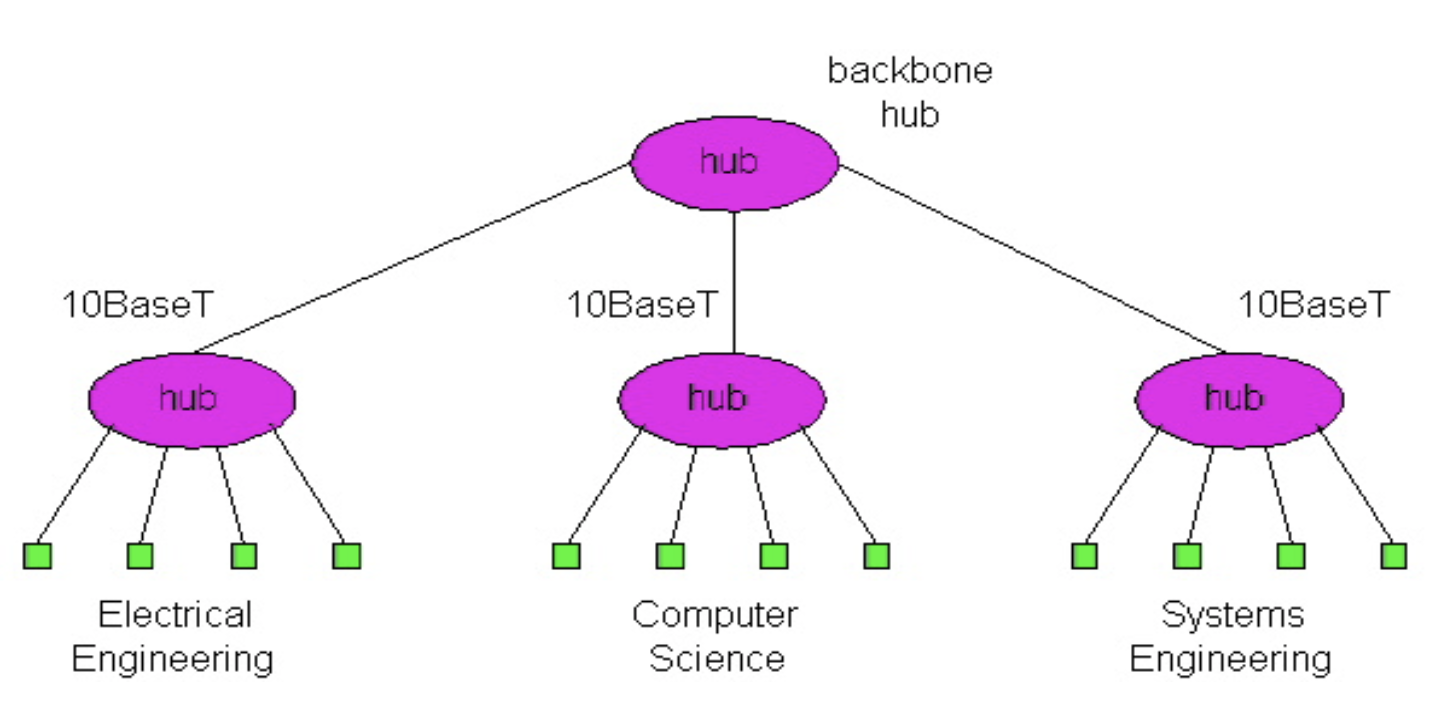 backbone
hub
hub
10BaseT
10BaseT
10BaseT
hub
hub
hub
Electrical
Engineering
Computer
Science
Systems
Engineering